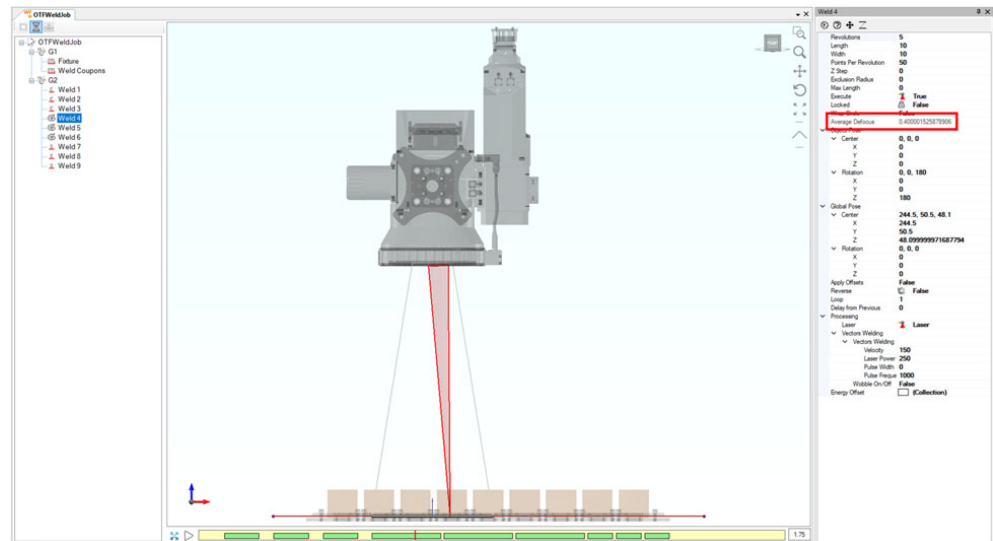 OTFWeldJob
OTFWeldJob
G1
Fixture
Weld Coupons
G2
Weld 1
Weld 2
Weld 3
Weld 4
Weld 5
Weld 6
Weld 7
Weld 8
Weld 9
1.75
Weld 4
Revolutions 5
Length 10
Width 10
Points Per Revolution 50
Z Step 0
Exclusion Radius 0
Max Length 0
Execute True
Locked False
False
Average Defocus 0.400001525878906
Object Pose
Center 0, 0, 0
X 0
Y 0
Z 0
Rotation 0, 0, 180
X 0
Y 0
Z 180
Global Pose
Center 244.5, 50.5, 48.1
X 244.5
Y 50.5
Z 48.099999971687794
Rotation 0, 0, 0
X 0
Y 0
Z 0
Apply Offsets False
Reverse False
Loop 1
Delay from Previous 0
Processing
Laser Laser
Vectors Welding
Vectors Welding
Velocity 150
Laser Power 250
Pulse Width 0
Pulse Freque 1000
Wobble On/Off False
Energy Offset (Collection)